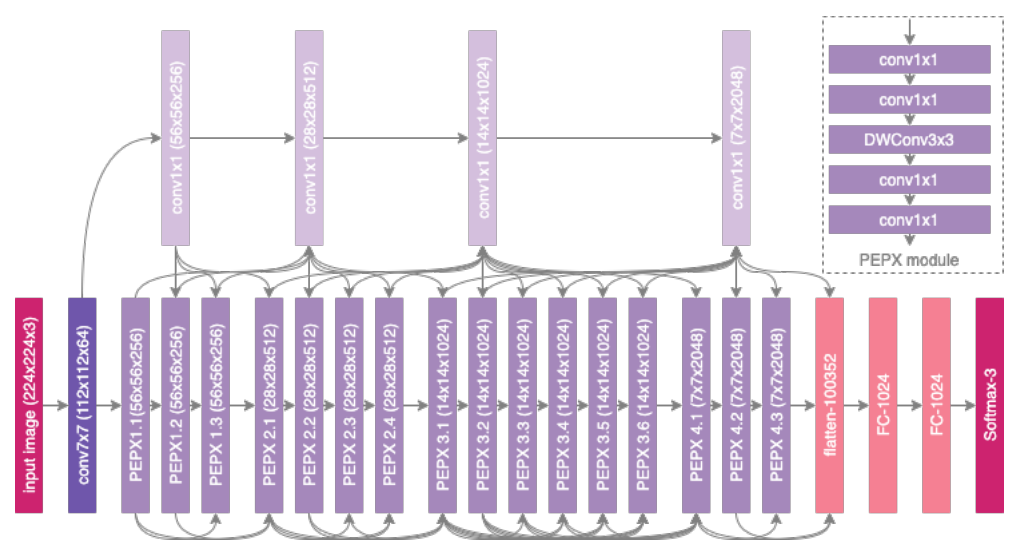 conv1x1 (56x56x256)
conv1x1 (28x28x512)
conv1x1 (14x14x1024)
conv1x1 (7x7x2048)
conv1x1
conv1x1
DWConv3x3
conv1x1
conv1x1
PEPX module
input image (224x224x3)
conv7x7 (112x112x64)
PEPX1.1(56x56x256)
PEPX1.2 (56x56x256)
PEPX 1.3 (56x56x256)
PEPX 2.1 (28x28x512)
PEPX 2.2 (28x28x512)
PEPX 2.3 (28x28x512)
PEPX 2.4 (28x28x512)
PEPX 3.1 (14x14x1024)
PEPX 3.2 (14x14x1024)
PEPX 3.3 (14x14x1024)
PEPX 3.4 (14x14x1024)
PEPX 3.5 (14x14x1024)
PEPX 3.6 (14x14x1024)
PEPX 4.1 (7x7x2048)
PEPX 4.2 (7x7x2048)
PEPX 4.3 (7x7x2048)
flatten-100352
FC-1024
FC-1024
Softmax-3